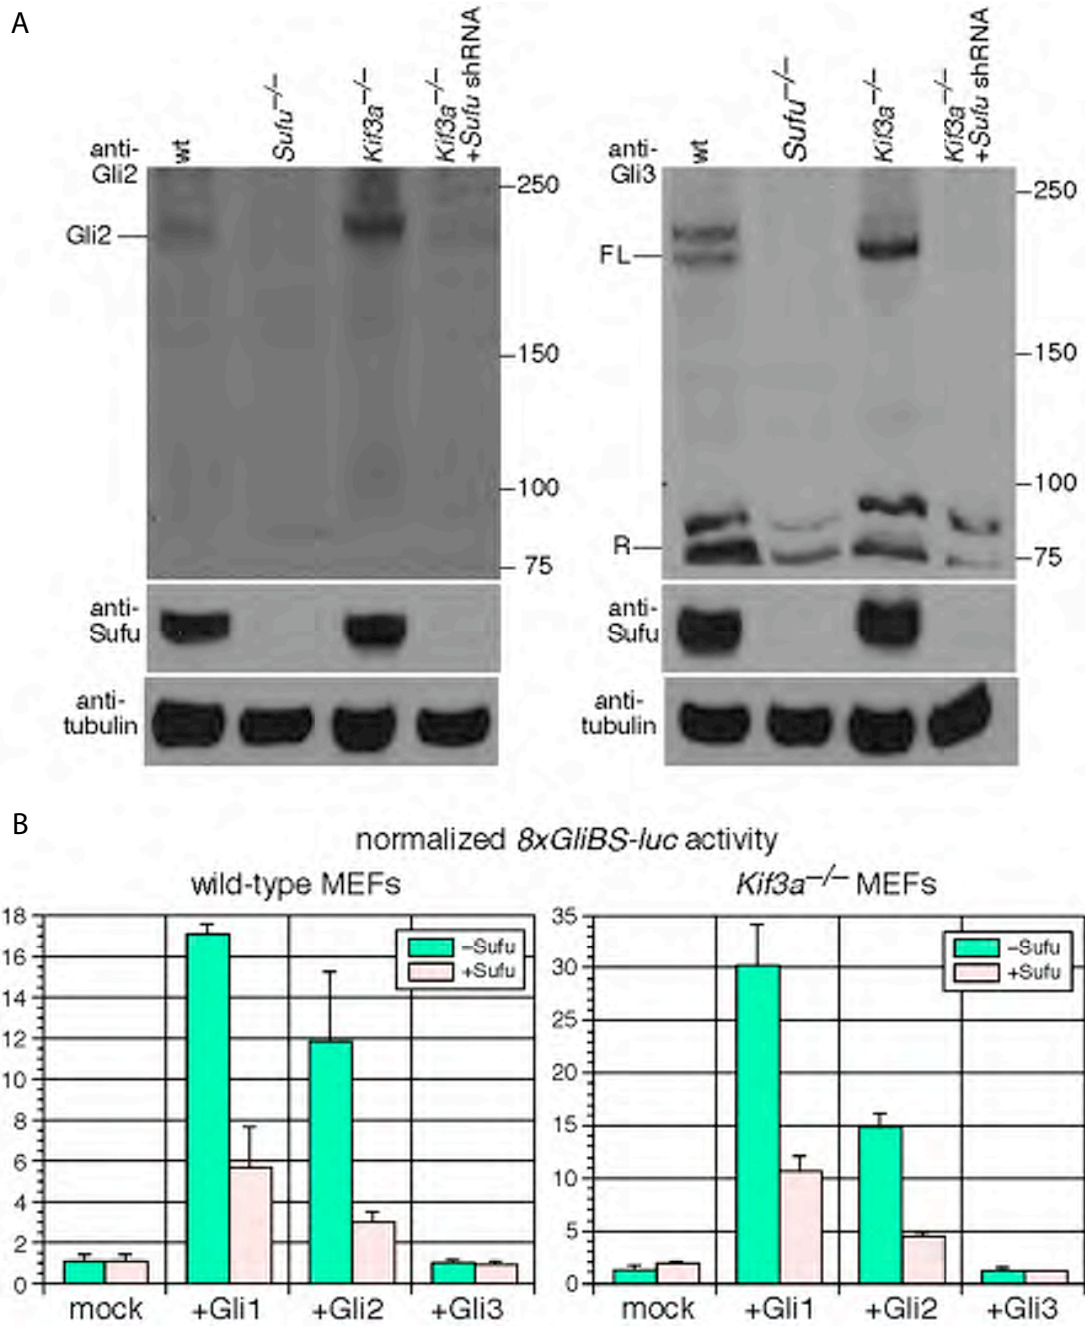 A
anti-
Gli2
wt
Sufu–/–
Kif3a–/–
Kif3a–/–
+Sufu shRNA
Gli2
250
150
100
75
anti-
Sufu
anti-
tubulin
anti-
Gli3
wt
Sufu–/–
Kif3a–/–
Kif3a–/–
+Sufu shRNA
FL
R
250
150
100
75
anti-
Sufu
anti-
tubulin
B
normalized 8xGliBS-luc activity
wild-type MEFs
18
16
14
12
10
8
6
4
2
0
–Sufu
+Sufu
mock +Gli1 +Gli2 +Gli3
Kif3a–/– MEFs
35
30
25
20
15
10
5
0
–Sufu
+Sufu
mock +Gli1 +Gli2 +Gli3